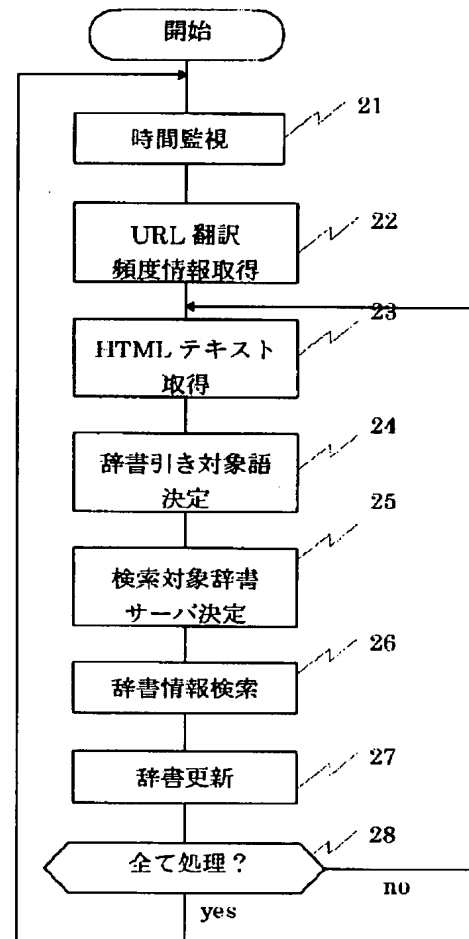 開始
時間監視
21
URL 翻訳
頻度情報取得
22
HTML テキスト
取得
23
辞書引き対象語
決定
24
検索対象辞書
サーバ決定
25
辞書情報検索
26
辞書更新
27
全て処理？
28
no
yes